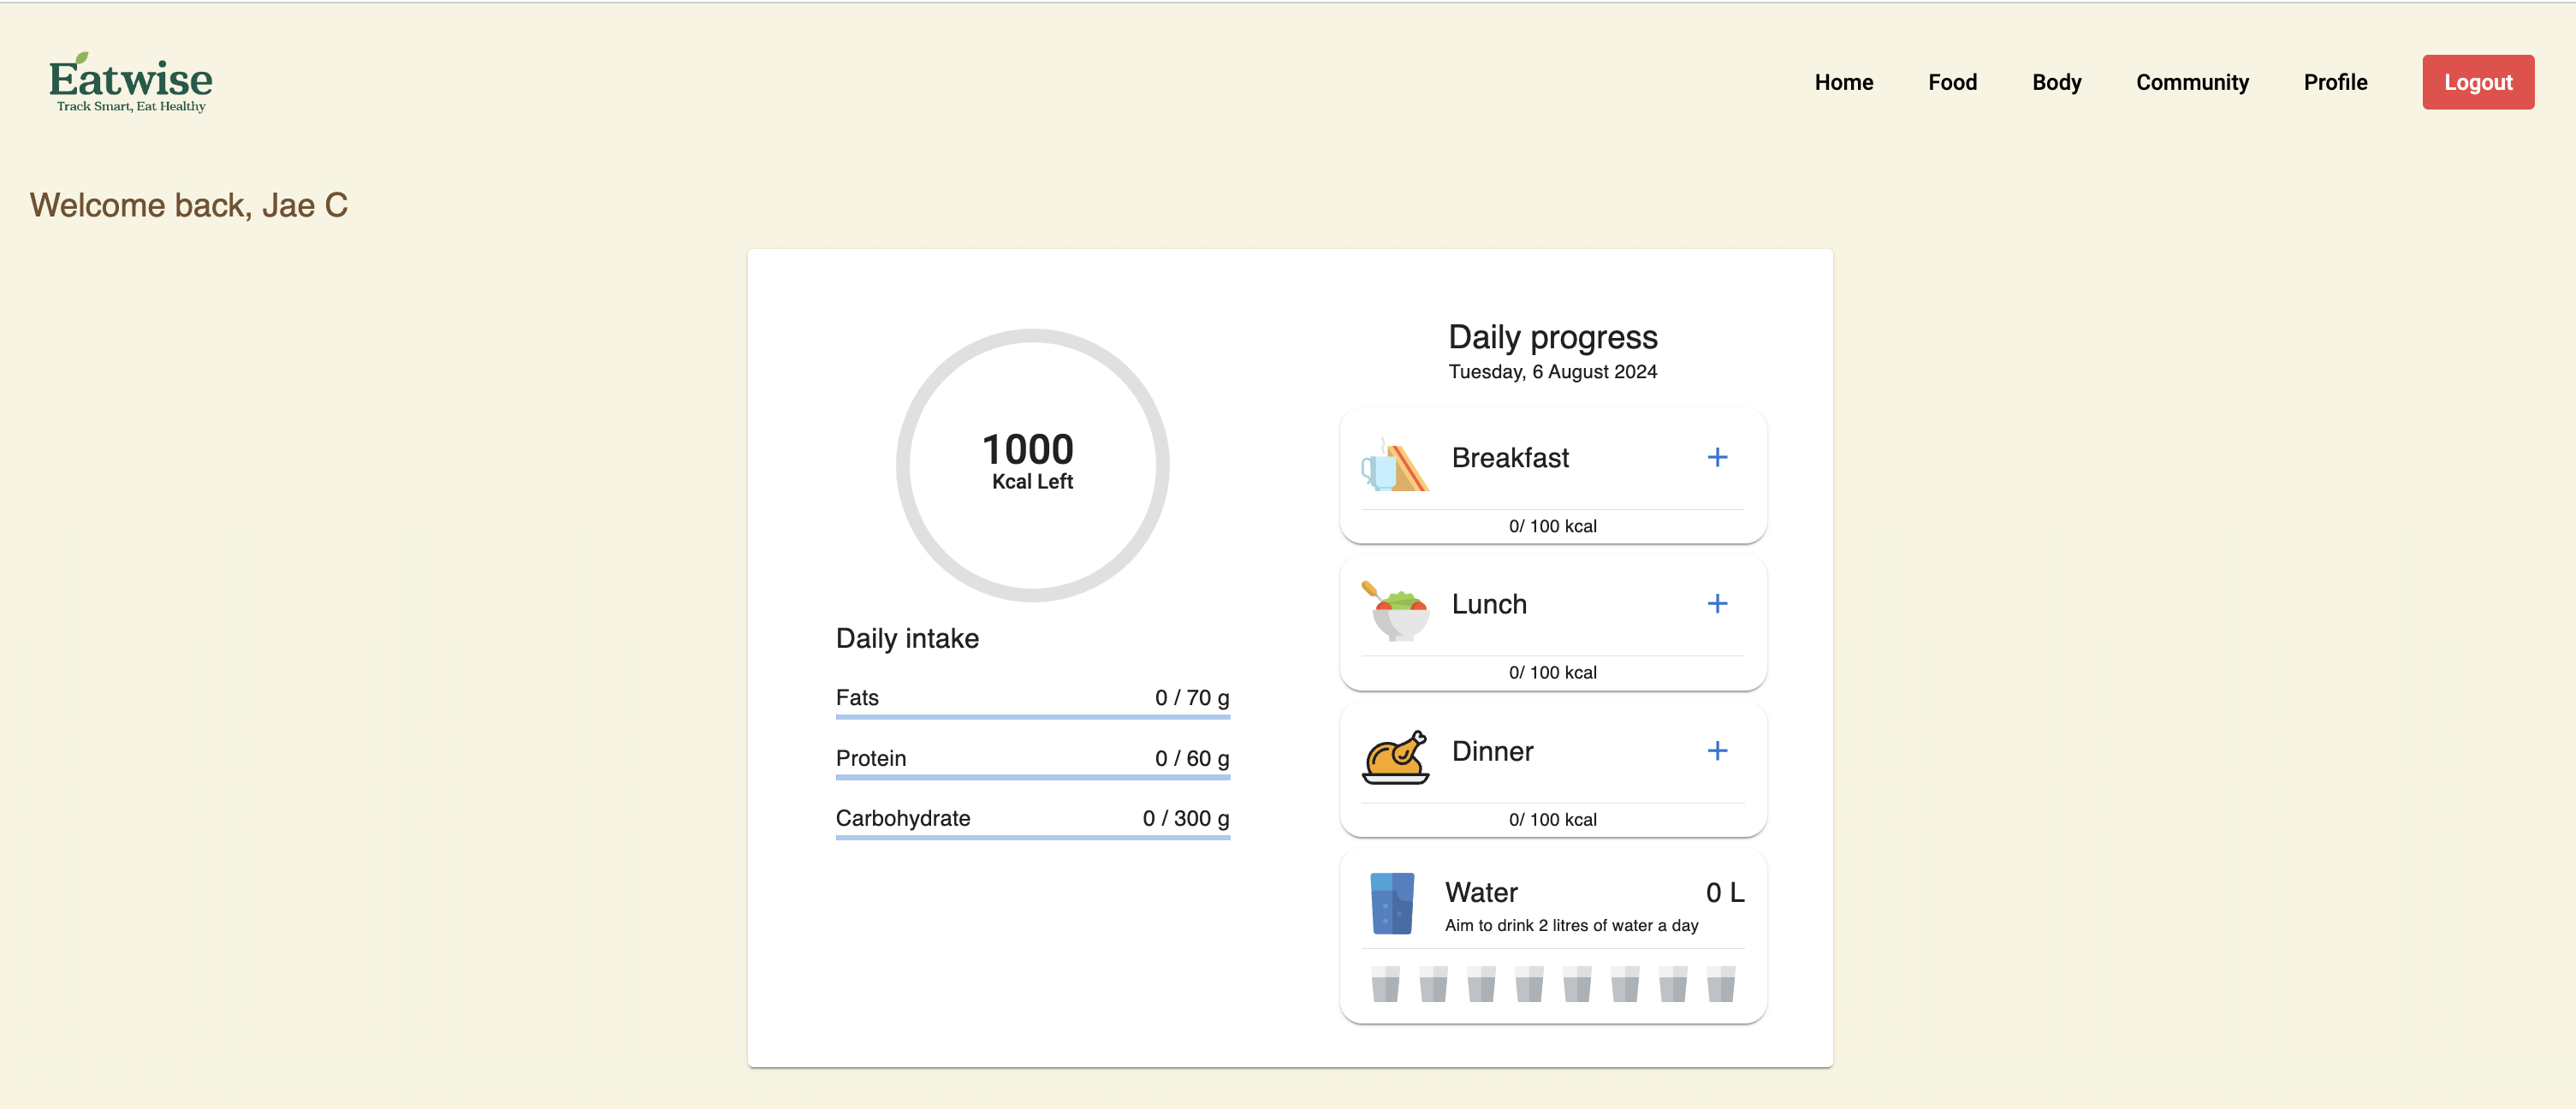 Eatwise
Track Smart, Eat Healthy
Home
Food
Body
Community
Profile
Logout
Welcome back, Jae C
1000
Kcal Left
Daily intake
Fats 0 / 70 g
Protein 0 / 60 g
Carbohydrate 0 / 300 g
Daily progress
Tuesday, 6 August 2024
Breakfast +
0/ 100 kcal
Lunch +
0/ 100 kcal
Dinner +
0/ 100 kcal
Water 0 L
Aim to drink 2 litres of water a day